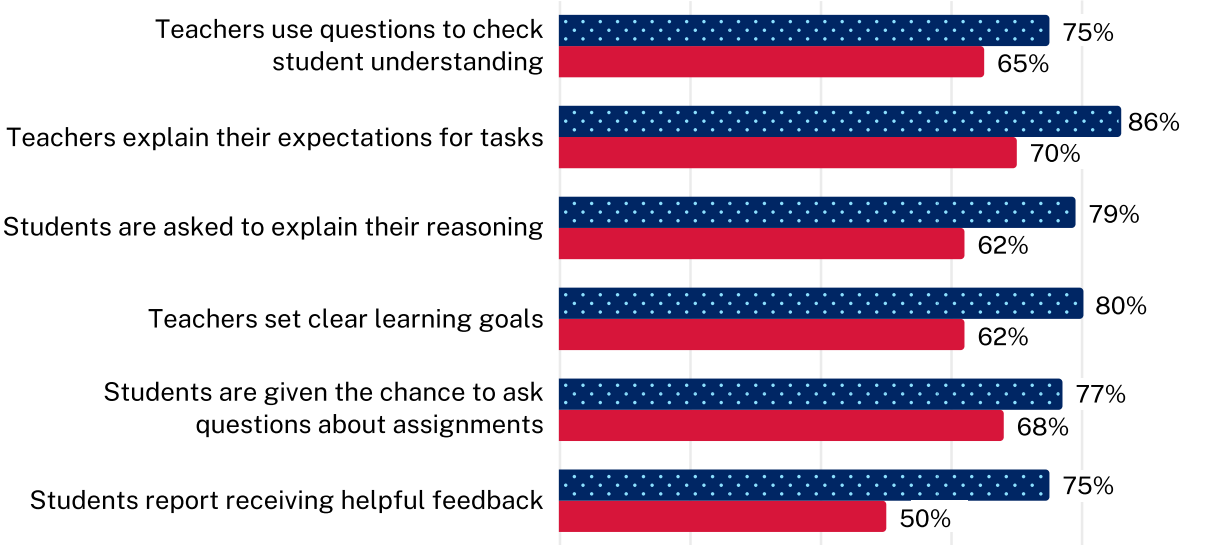 Teachers use questions to check
student understanding
75%
65%
Teachers explain their expectations for tasks
86%
70%
Students are asked to explain their reasoning
79%
62%
Teachers set clear learning goals
80%
62%
Students are given the chance to ask
questions about assignments
77%
68%
Students report receiving helpful feedback
75%
50%